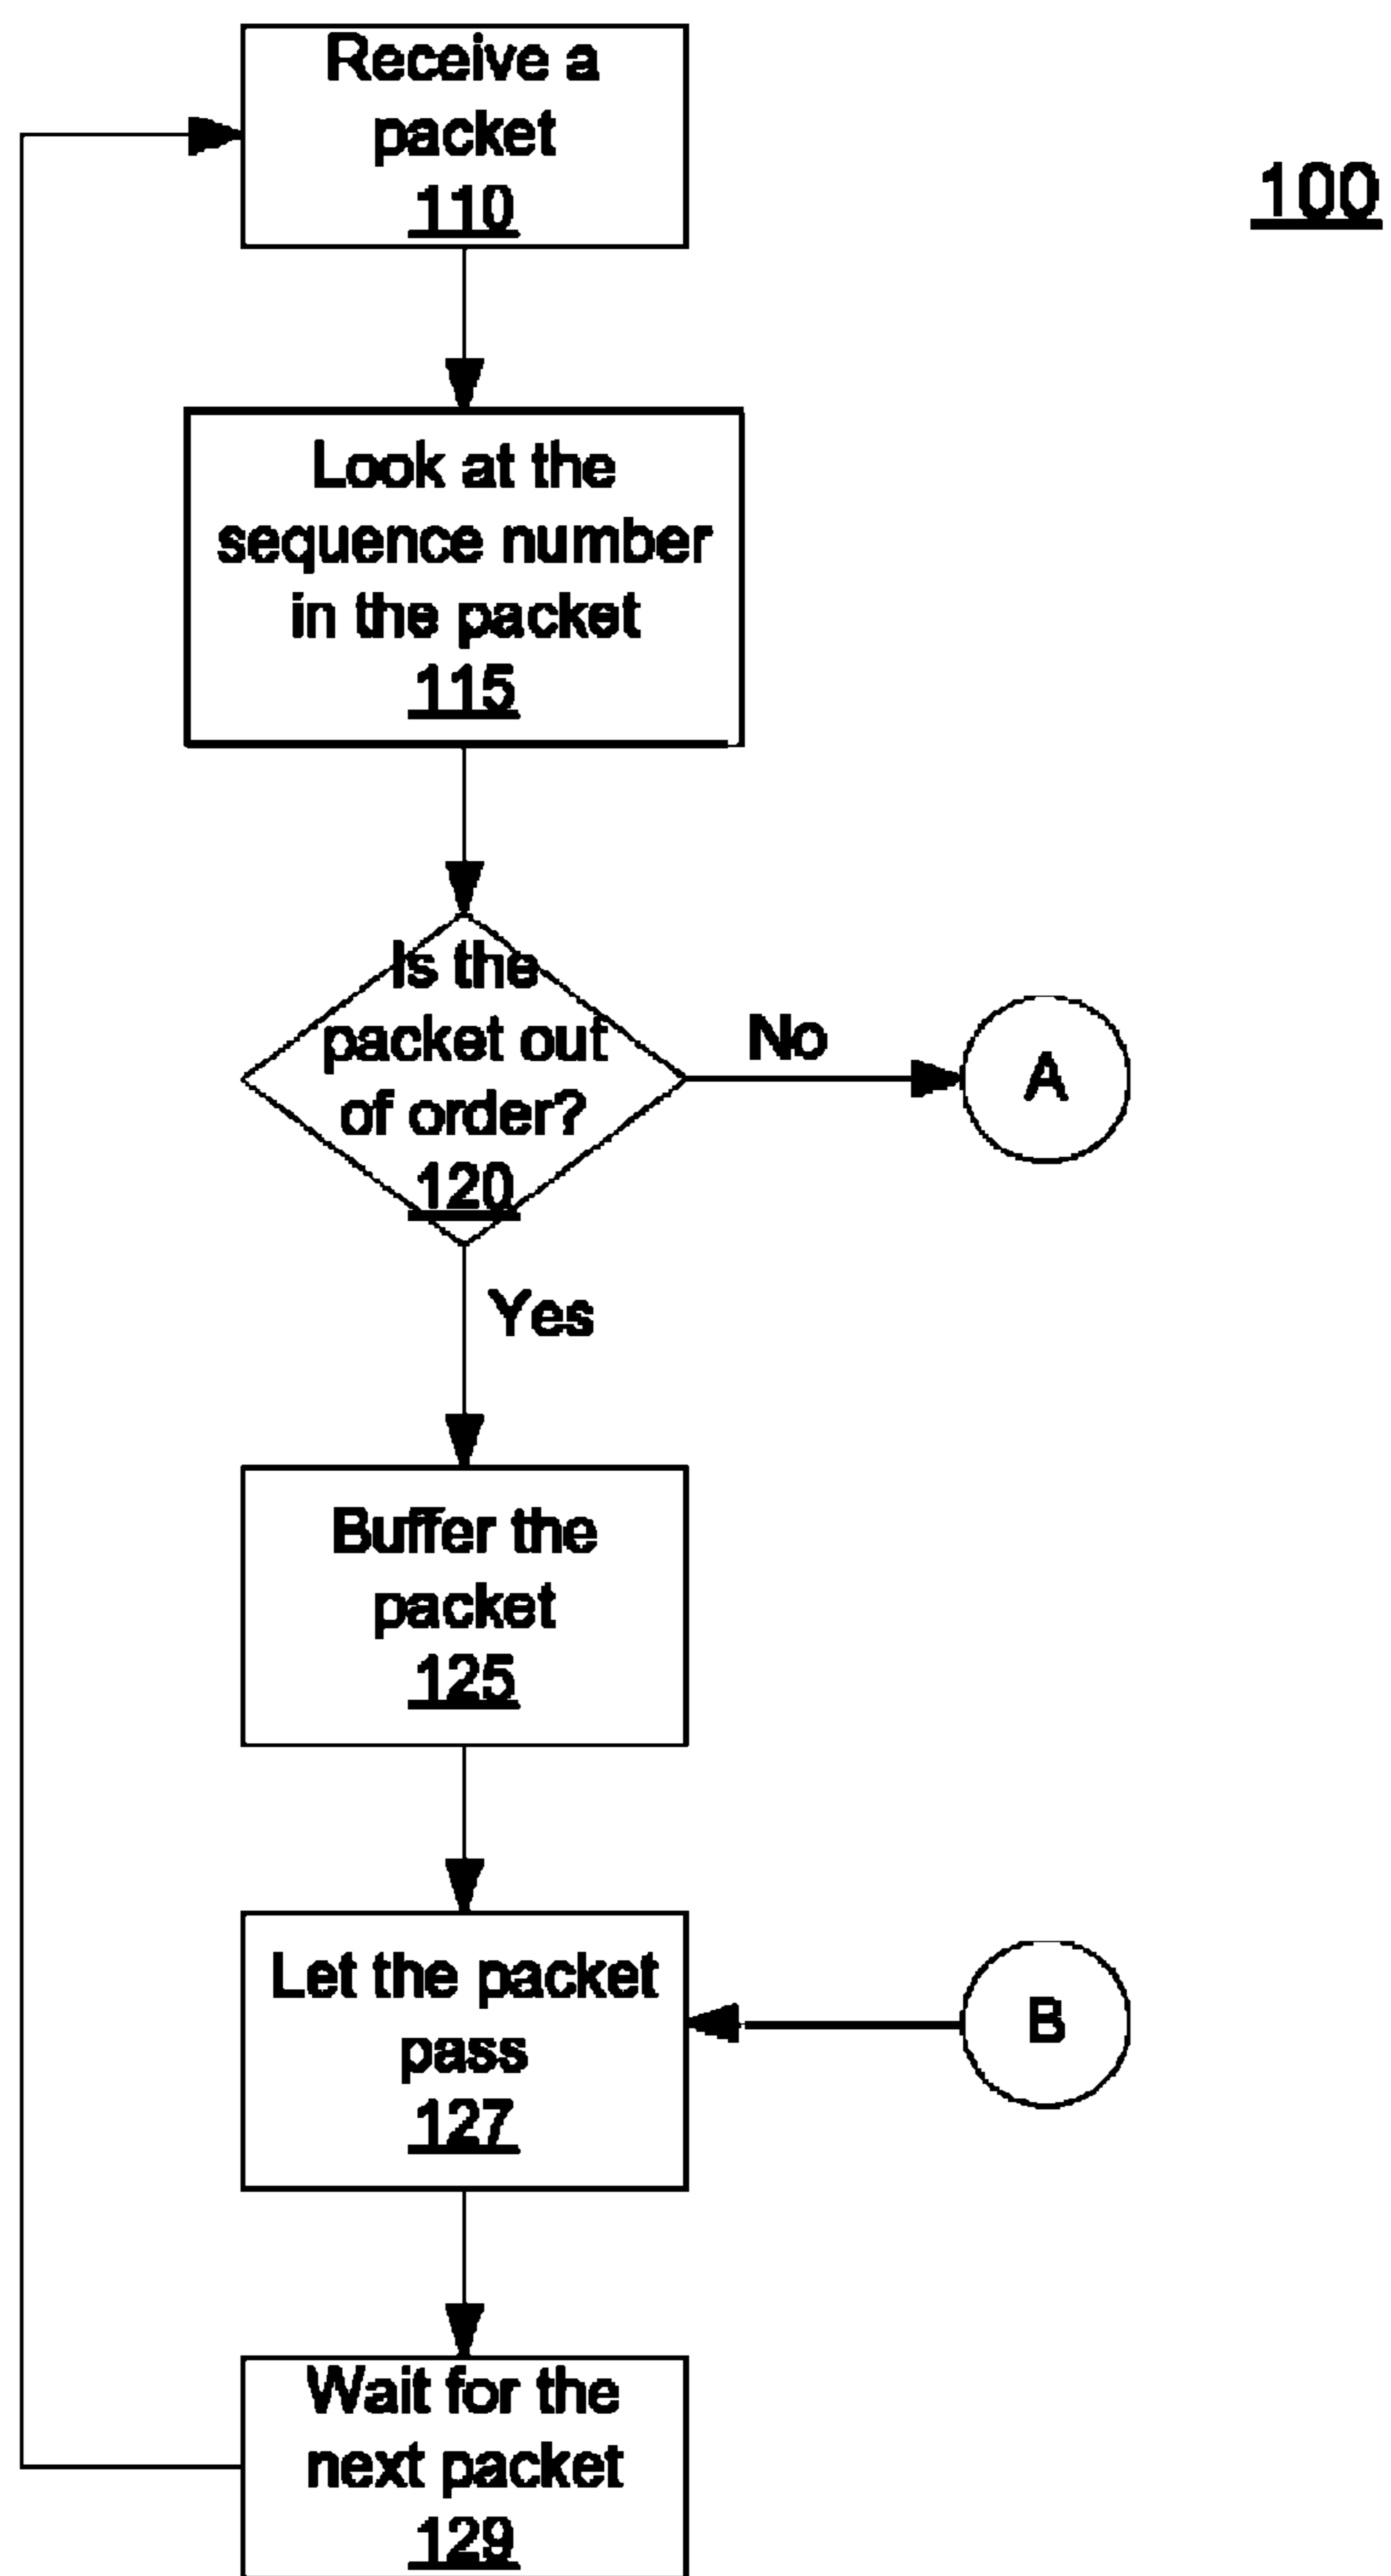 Receive a
packet
110
100
Look at the
sequence number
in the packet
115
Is the
packet out
of order?
120
No
A
Yes
Buffer the
packet
125
Let the packet
pass
127
B
Wait for the
next packet
129